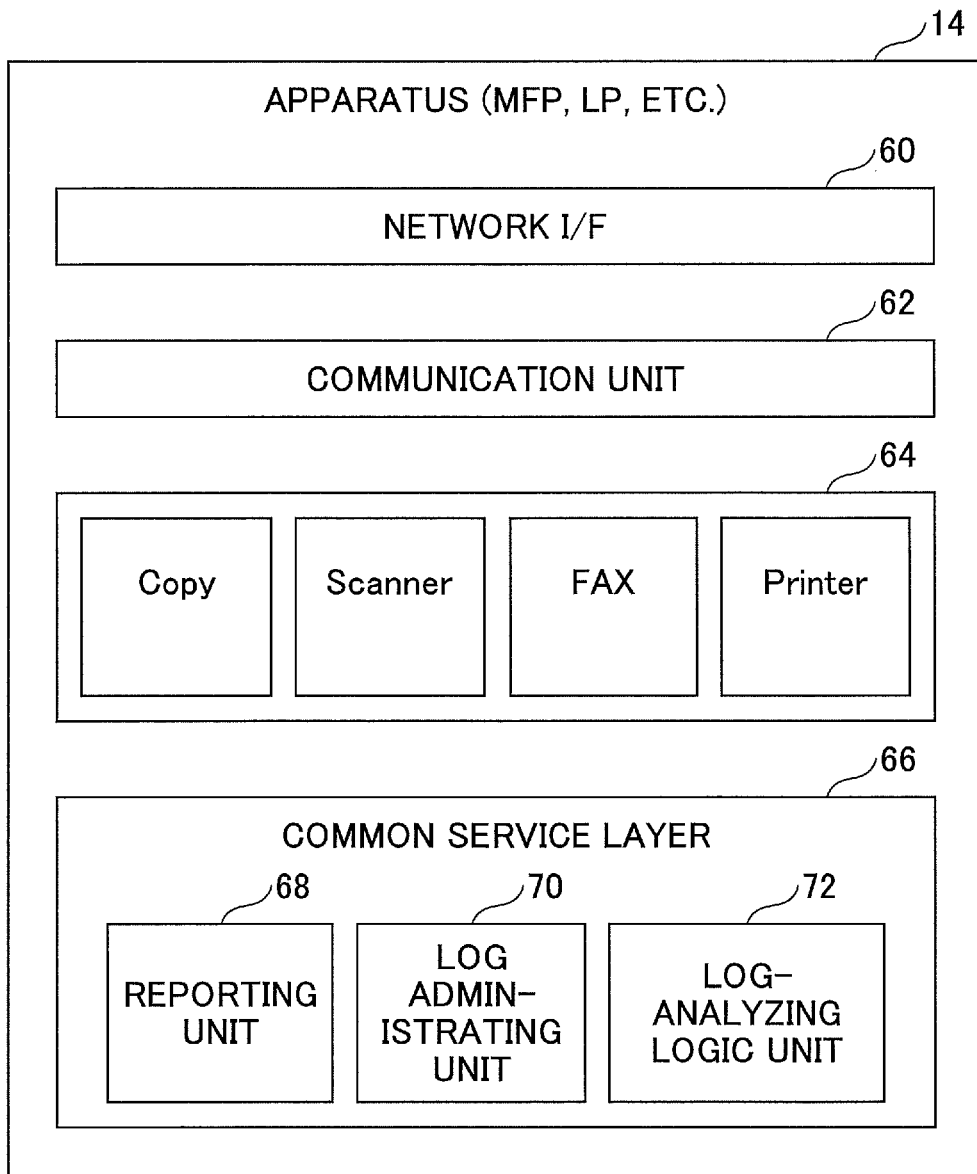 14
APPARATUS (MFP, LP, ETC.)
60
NETWORK I/F
62
COMMUNICATION UNIT
64
Copy
Scanner
FAX
Printer
66
COMMON SERVICE LAYER
68
REPORTING
UNIT
70
LOG
ADMIN-
ISTRATING
UNIT
72
LOG-
ANALYZING
LOGIC UNIT